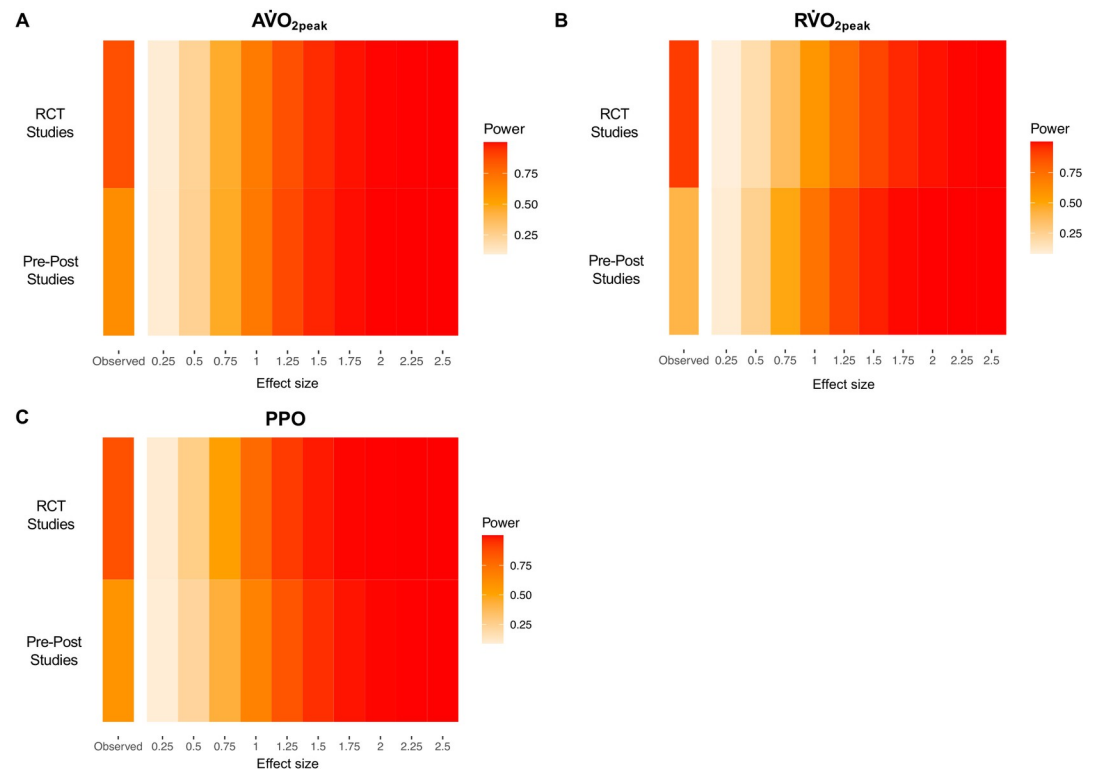 A
AV̇O2peak
RCT
Studies
Pre-Post
Studies
Observed 0.25 0.5 0.75 1 1.25 1.5 1.75 2 2.25 2.5
Effect size
Power
0.75
0.50
0.25
B
RV̇O2peak
RCT
Studies
Pre-Post
Studies
Observed 0.25 0.5 0.75 1 1.25 1.5 1.75 2 2.25 2.5
Effect size
Power
0.75
0.50
0.25
C
PPO
RCT
Studies
Pre-Post
Studies
Observed 0.25 0.5 0.75 1 1.25 1.5 1.75 2 2.25 2.5
Effect size
Power
0.75
0.50
0.25